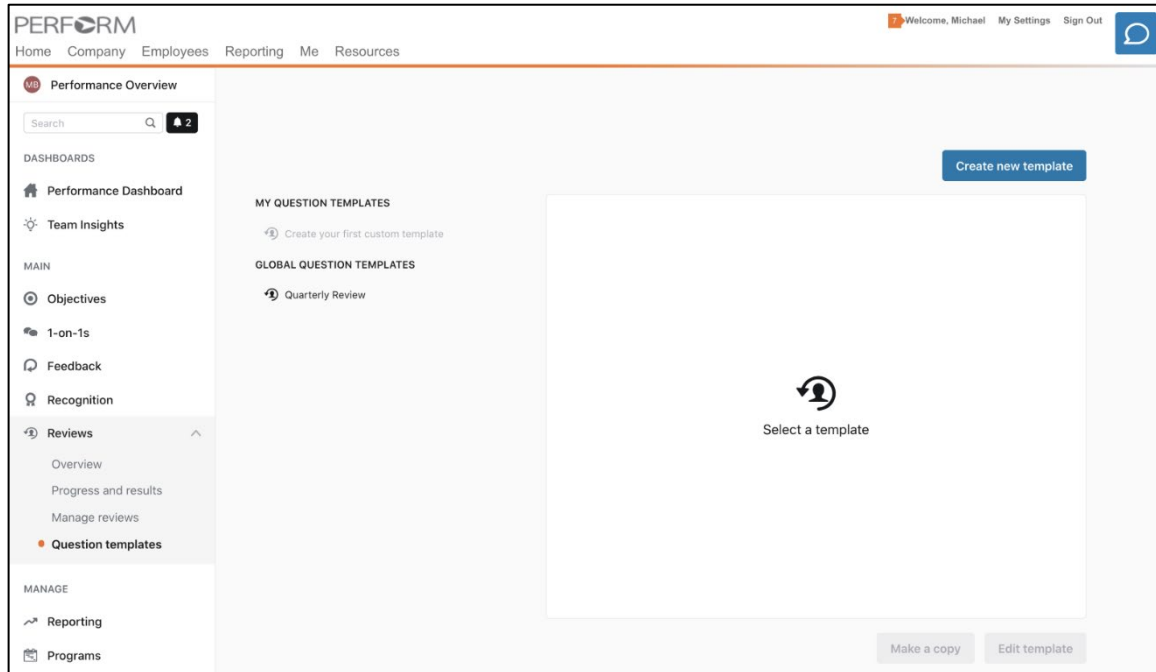 PERFORM
7 Welcome, Michael My Settings Sign Out
Home Company Employees Reporting Me Resources
MB Performance Overview
Search
2
DASHBOARDS
Performance Dashboard
Team Insights
MAIN
Objectives
1-on-1s
Feedback
Recognition
Reviews
Overview
Progress and results
Manage reviews
Question templates
MANAGE
Reporting
Programs
Create new template
MY QUESTION TEMPLATES
Create your first custom template
GLOBAL QUESTION TEMPLATES
Quarterly Review
Select a template
Make a copy
Edit template